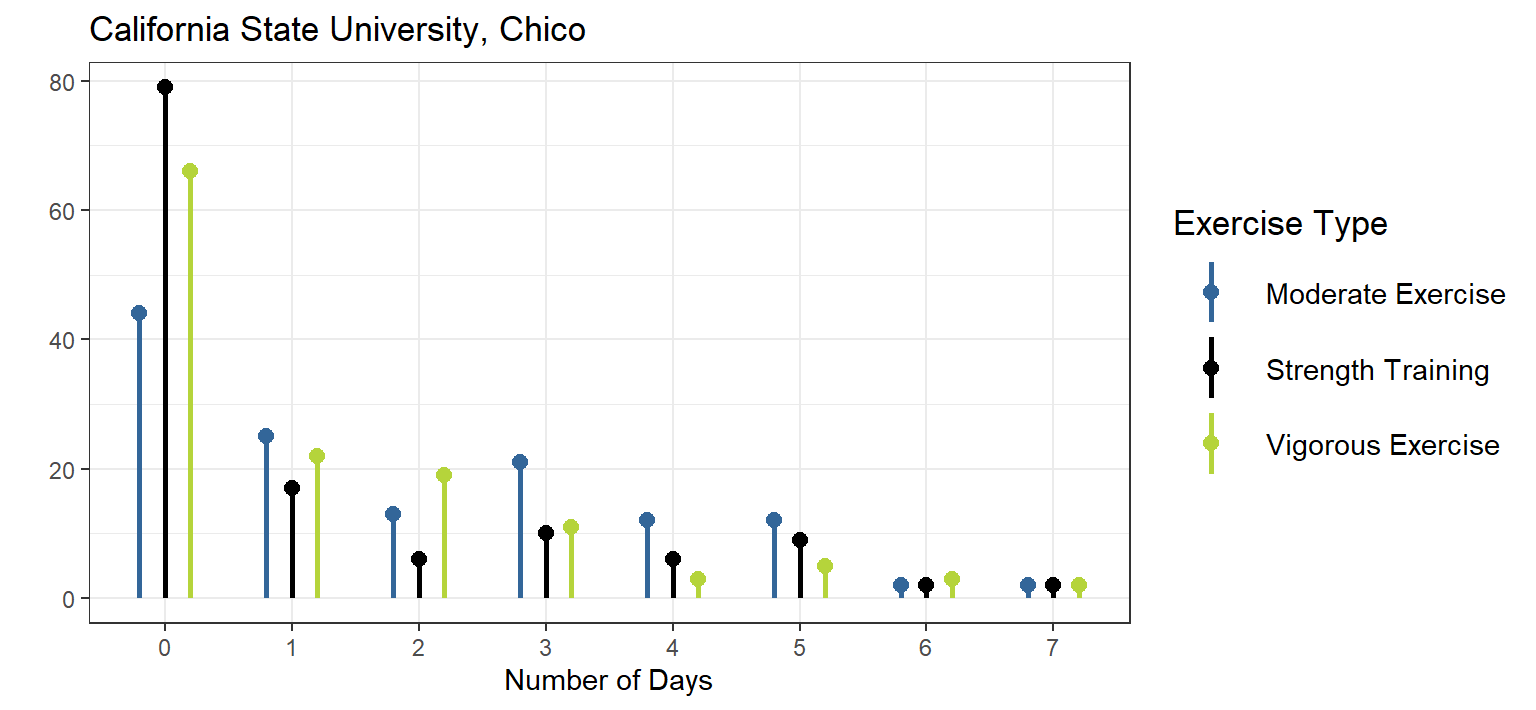 California State University, Chico
80
60
40
20
0
0 1 2 3 4 5 6 7
Number of Days
Exercise Type
Moderate Exercise
Strength Training
Vigorous Exercise